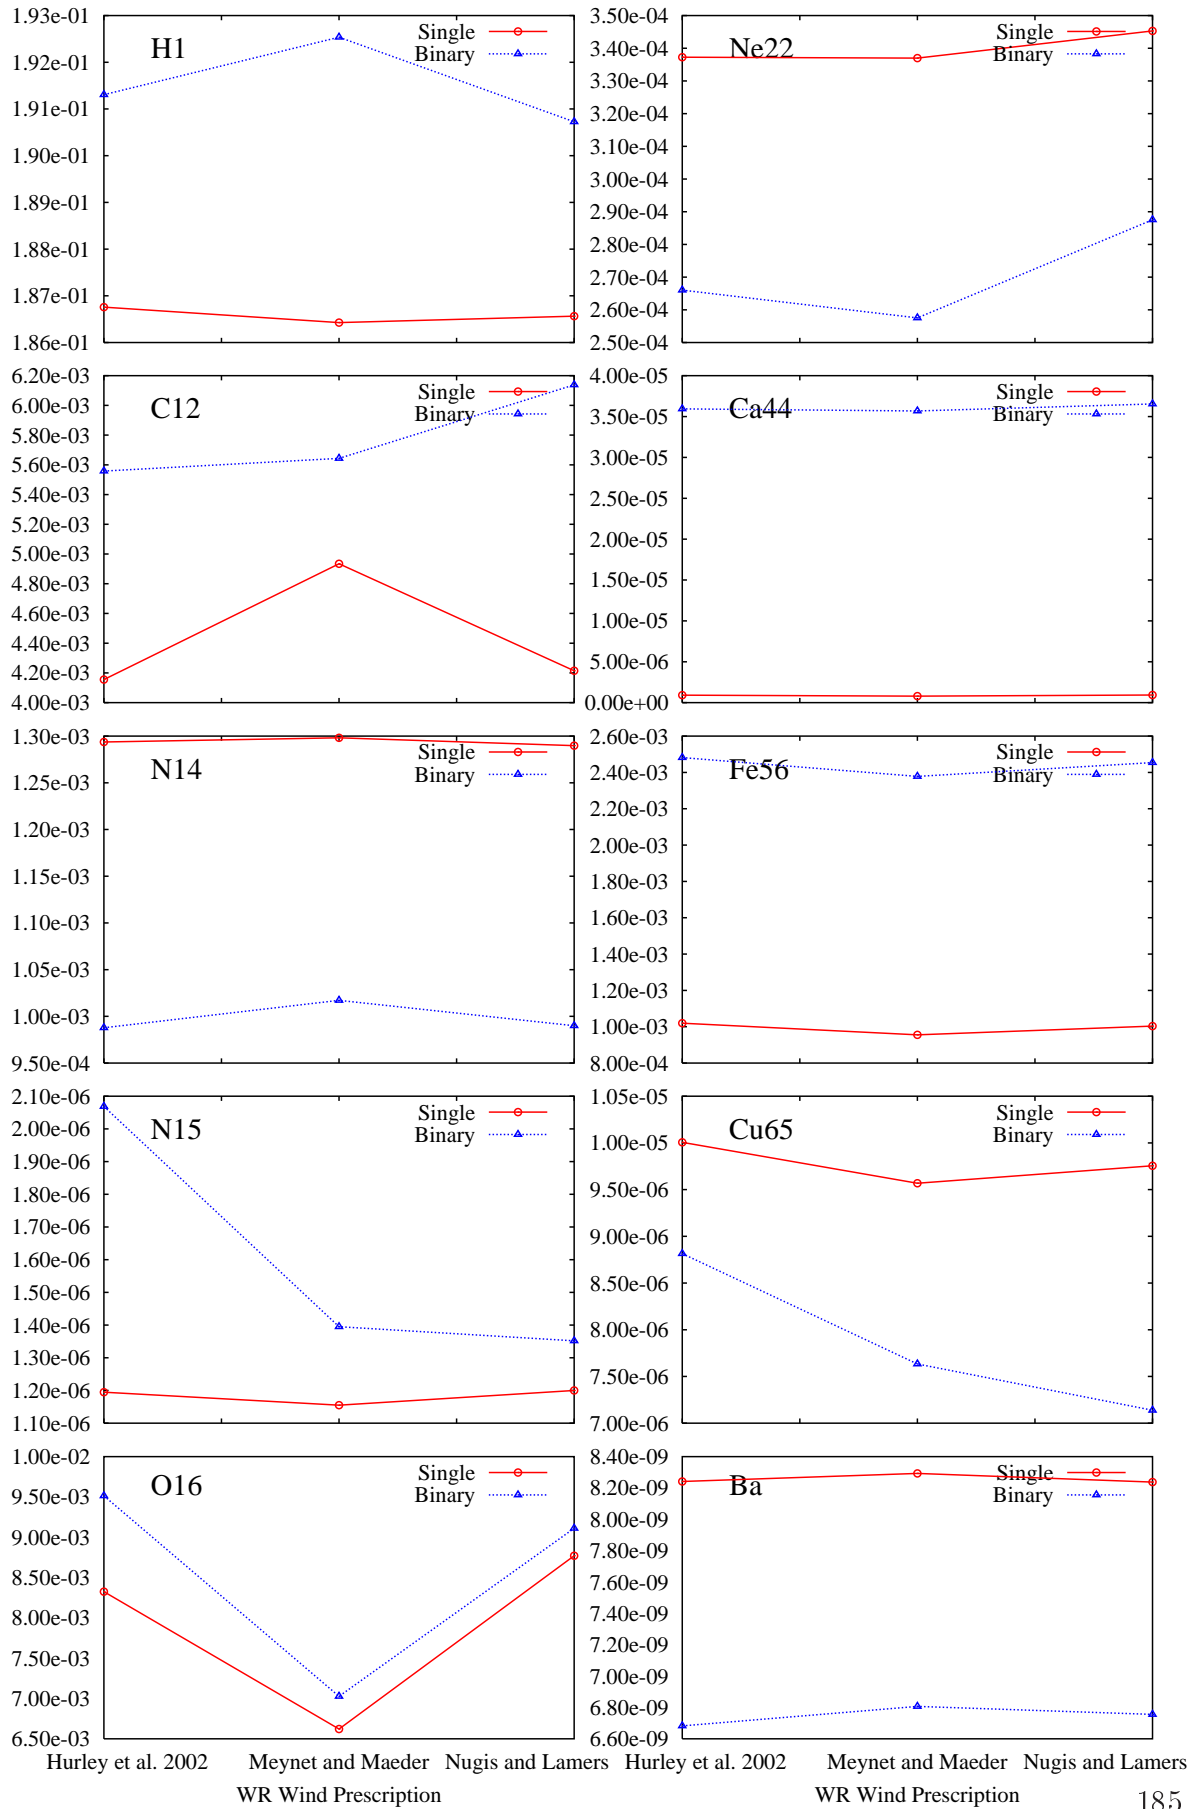 1.93e-01
1.92e-01
1.91e-01
1.90e-01
1.89e-01
1.88e-01
1.87e-01
1.86e-01
H1
Single
Binary
3.50e-04
3.40e-04
3.30e-04
3.20e-04
3.10e-04
3.00e-04
2.90e-04
2.80e-04
2.70e-04
2.60e-04
2.50e-04
Ne22
Single
Binary
6.20e-03
6.00e-03
5.80e-03
5.60e-03
5.40e-03
5.20e-03
5.00e-03
4.80e-03
4.60e-03
4.40e-03
4.20e-03
4.00e-03
C12
Single
Binary
4.00e-05
3.50e-05
3.00e-05
2.50e-05
2.00e-05
1.50e-05
1.00e-05
5.00e-06
0.00e+00
Ca44
Single
Binary
1.30e-03
1.25e-03
1.20e-03
1.15e-03
1.10e-03
1.05e-03
1.00e-03
9.50e-04
N14
Single
Binary
2.60e-03
2.40e-03
2.20e-03
2.00e-03
1.80e-03
1.60e-03
1.40e-03
1.20e-03
1.00e-03
8.00e-04
Fe56
Single
Binary
2.10e-06
2.00e-06
1.90e-06
1.80e-06
1.70e-06
1.60e-06
1.50e-06
1.40e-06
1.30e-06
1.20e-06
1.10e-06
N15
Single
Binary
1.05e-05
1.00e-05
9.50e-06
9.00e-06
8.50e-06
8.00e-06
7.50e-06
7.00e-06
Cu65
Single
Binary
1.00e-02
9.50e-03
9.00e-03
8.50e-03
8.00e-03
7.50e-03
7.00e-03
6.50e-03
O16
Single
Binary
Hurley et al. 2002 Meynet and Maeder Nugis and Lamers
WR Wind Prescription
8.40e-09
8.20e-09
8.00e-09
7.80e-09
7.60e-09
7.40e-09
7.20e-09
7.00e-09
6.80e-09
6.60e-09
Ba
Single
Binary
Hurley et al. 2002 Meynet and Maeder Nugis and Lamers
WR Wind Prescription
185